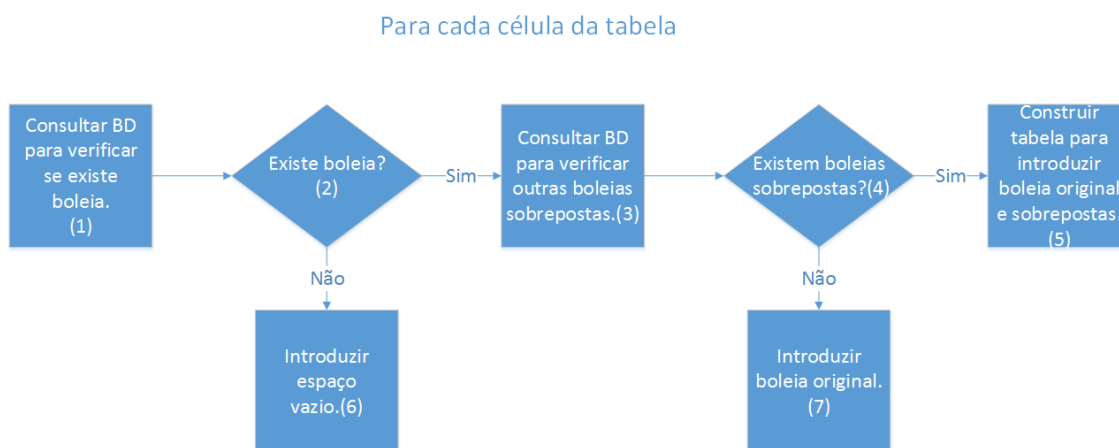 Para cada célula da tabela
Consultar BD
para verificar
se existe
boleia.
(1)
Existe boleia?
(2)
Sim
Consultar BD
para verificar
outras boleias
sobrepostas.(3)
Existem boleias
sobrepostas?(4)
Sim
Construir
tabela para
introduzir
boleia original
e sobrepostas.
(5)
Não
Não
Introduzir
espaço
vazio.(6)
Introduzir
boleia original.
(7)